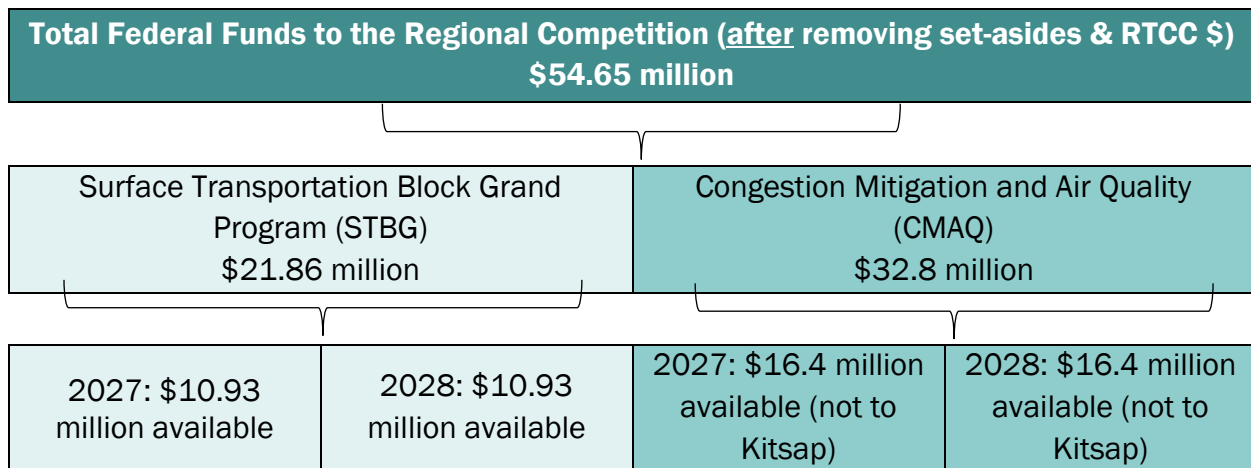 Total Federal Funds to the Regional Competition (after removing set-asides & RTCC $)
$54.65 million
Surface Transportation Block Grand
Program (STBG)
$21.86 million
Congestion Mitigation and Air Quality
(CMAQ)
$32.8 million
2027: $10.93
million available
2028: $10.93
million available
2027: $16.4 million
available (not to
Kitsap)
2028: $16.4 million
available (not to
Kitsap)